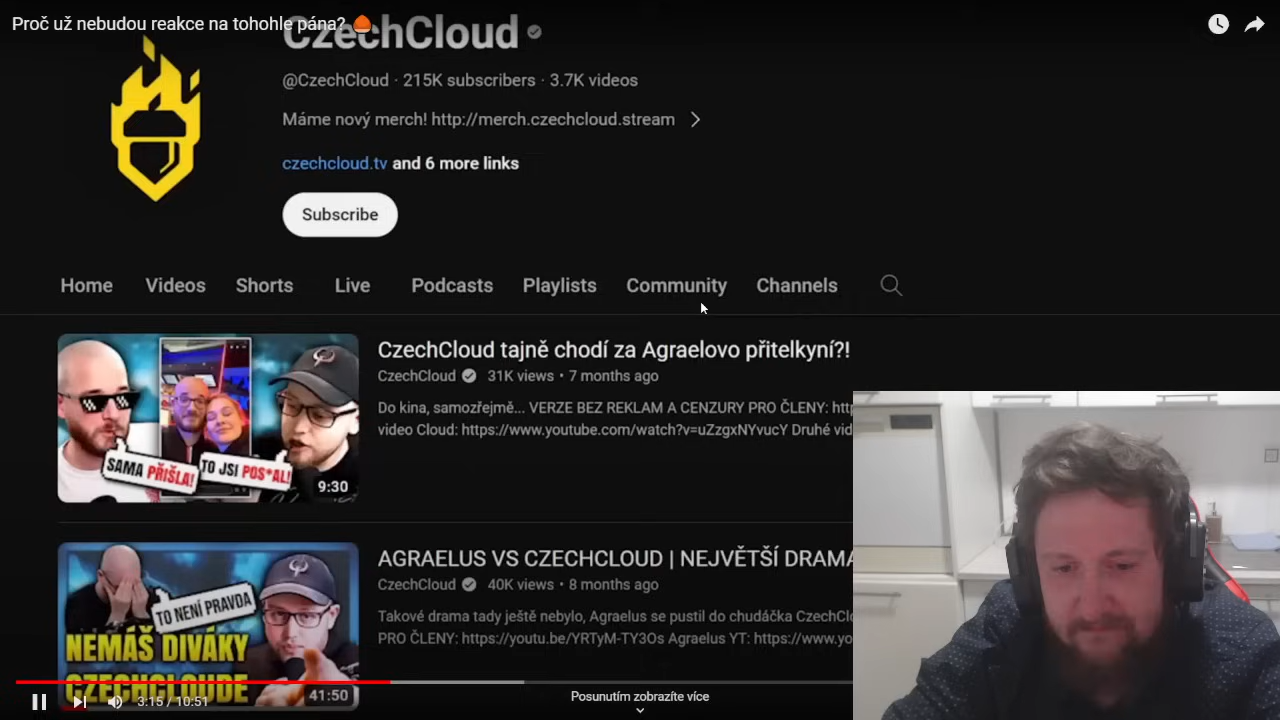 Proč už nebudou reakce na tohohle pána?
CzechCloud
@CzechCloud · 215K subscribers · 3.7K videos
Máme nový merch! http://merch.czechcloud.stream
czechcloud.tv and 6 more links
Subscribe
Home Videos Shorts Live Podcasts Playlists Community Channels
CzechCloud tajně chodí za Agraelovo přitelkyní?!
CzechCloud 31K views • 7 months ago
Do kina, samozřejmě... VERZE BEZ REKLAM A CENZURY PRO ČLENY: http
video Cloud: https://www.youtube.com/watch?v=uZzgxNYvucY Druhé vid
SAMA PŘIŠLA!
TO JSI POS*AL!
9:30
AGRAELUS VS CZECHCLOUD | NEJVĚTŠÍ DRAMA
CzechCloud 40K views • 8 months ago
Takové drama tady ještě nebylo, Agraelus se pustil do chudáčka CzechClo
PRO ČLENY: https://youtu.be/YRTyM-TY3Os Agraelus YT: https://www.yo
TO NENÍ PRAVDA
NEMÁŠ DIVÁKY
CZECHCLOUDE
41:50
3:15 / 10:51
Posunutím zobrazíte více